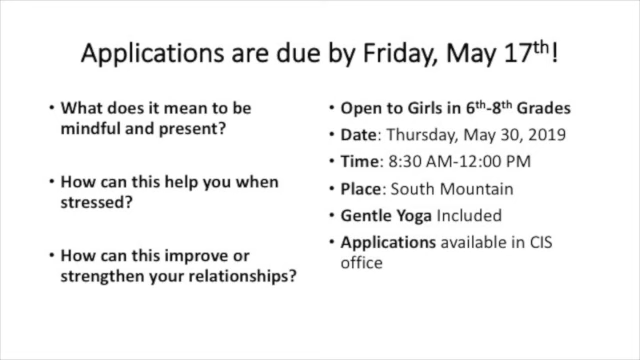 Applications are due by Friday, May 17th!
• What does it mean to be
mindful and present?
• How can this help you when
stressed?
• How can this improve or
strengthen your relationships?
• Open to Girls in 6th-8th Grades
• Date: Thursday, May 30, 2019
• Time: 8:30 AM-12:00 PM
• Place: South Mountain
• Gentle Yoga Included
• Applications available in CIS
office